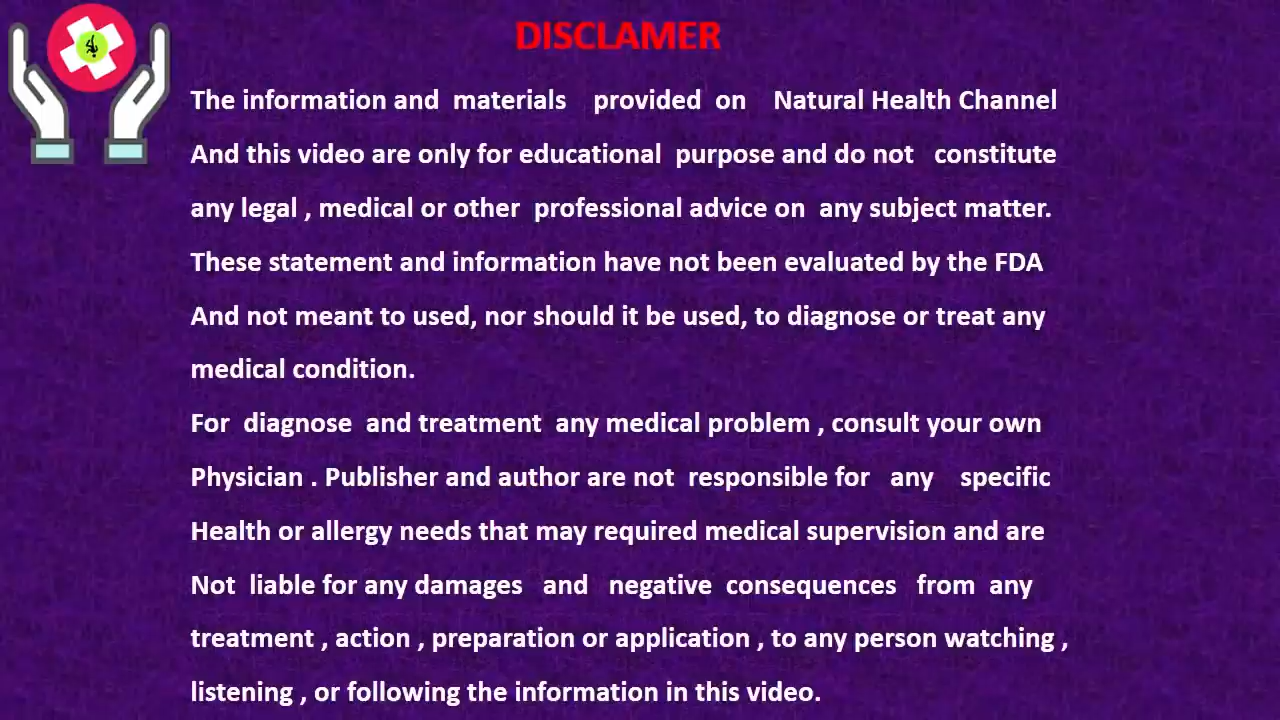 DISCLAMER
The information and materials provided on Natural Health Channel
And this video are only for educational purpose and do not constitute
any legal , medical or other professional advice on any subject matter.
These statement and information have not been evaluated by the FDA
And not meant to used, nor should it be used, to diagnose or treat any
medical condition.
For diagnose and treatment any medical problem , consult your own
Physician . Publisher and author are not responsible for any specific
Health or allergy needs that may required medical supervision and are
Not liable for any damages and negative consequences from any
treatment , action , preparation or application , to any person watching ,
listening , or following the information in this video.